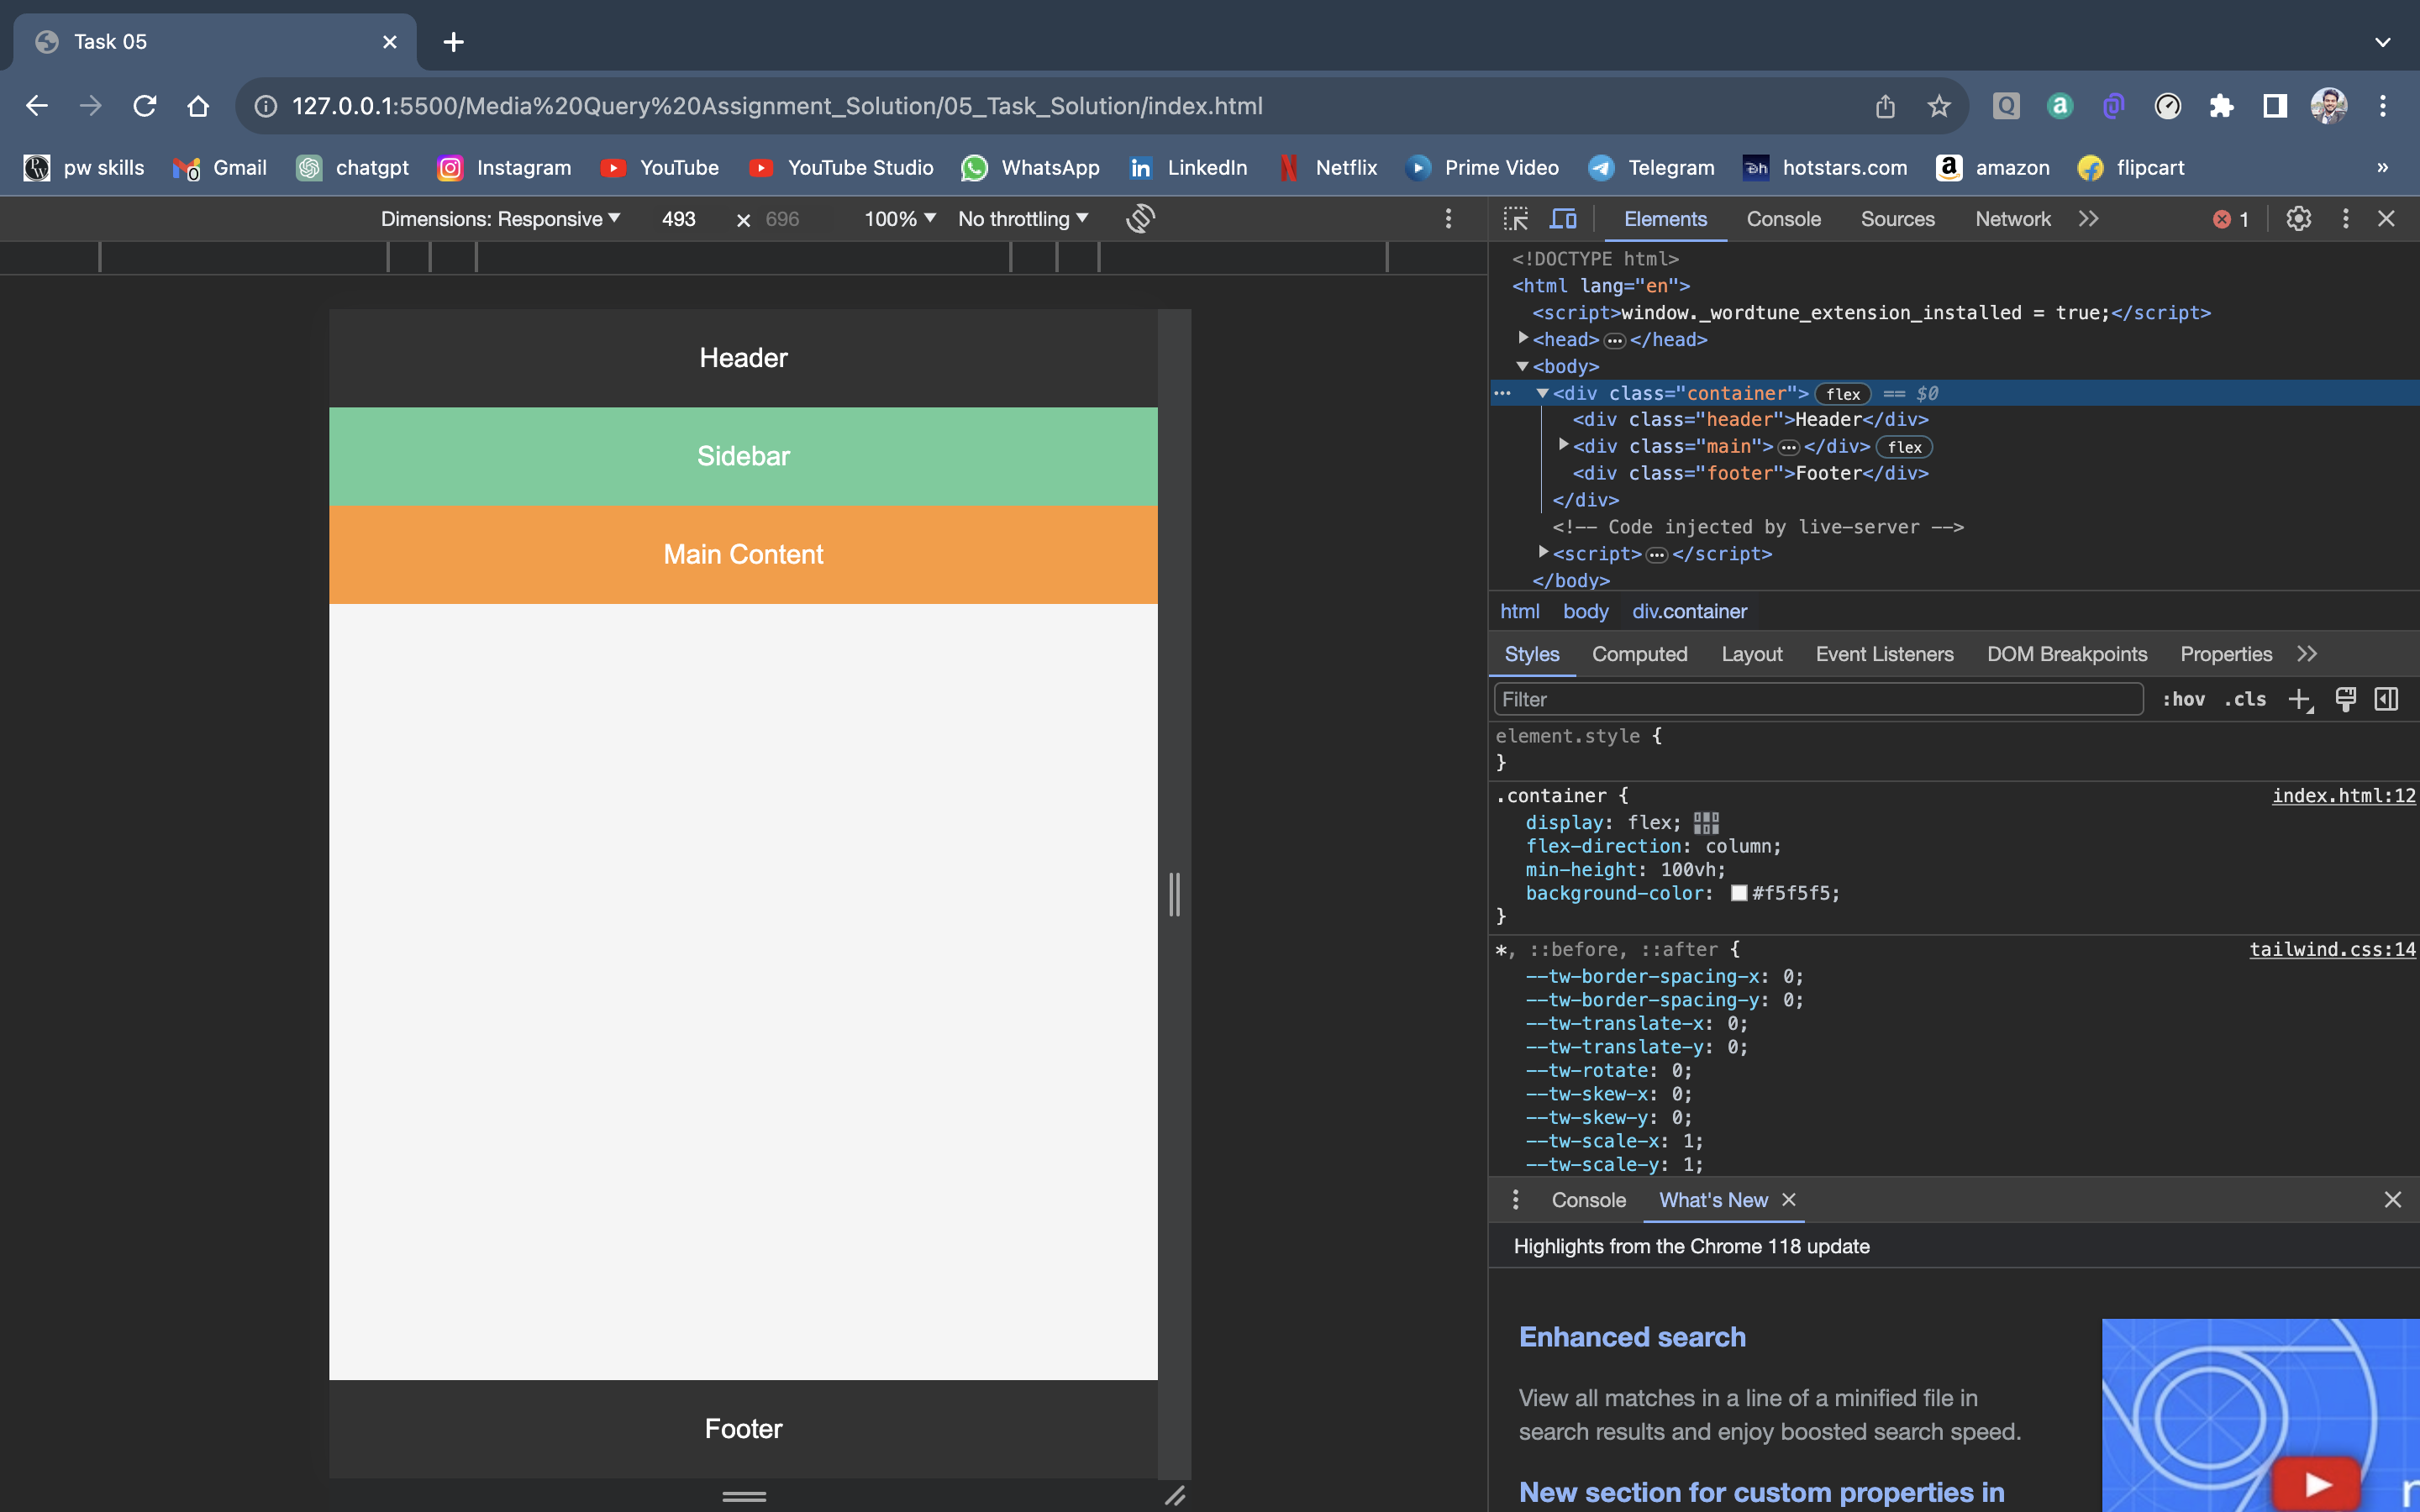 Task 05
127.0.0.1:5500/Media%20Query%20Assignment_Solution/05_Task_Solution/index.html
pw skills Gmail chatgpt Instagram YouTube YouTube Studio WhatsApp LinkedIn Netflix Prime Video Telegram hotstars.com amazon flipcart »
Dimensions: Responsive 493 × 696 100% No throttling
Elements Console Sources Network 1
<!DOCTYPE html>
<html lang="en">
<script>window._wordtune_extension_installed = true;</script>
<head> … </head>
<body>
… <div class="container"> flex == $0
<div class="header">Header</div>
<div class="main"> … </div> flex
<div class="footer">Footer</div>
</div>
<!-- Code injected by live-server -->
<script> … </script>
</body>
html body div.container
Styles Computed Layout Event Listeners DOM Breakpoints Properties
Filter :hov .cls
element.style {
}
.container { index.html:12
display: flex;
flex-direction: column;
min-height: 100vh;
background-color: #f5f5f5;
}
*, ::before, ::after { tailwind.css:14
--tw-border-spacing-x: 0;
--tw-border-spacing-y: 0;
--tw-translate-x: 0;
--tw-translate-y: 0;
--tw-rotate: 0;
--tw-skew-x: 0;
--tw-skew-y: 0;
--tw-scale-x: 1;
--tw-scale-y: 1;
Console What's New
Highlights from the Chrome 118 update
Enhanced search
View all matches in a line of a minified file in
search results and enjoy boosted search speed.
New section for custom properties in
Header
Sidebar
Main Content
Footer